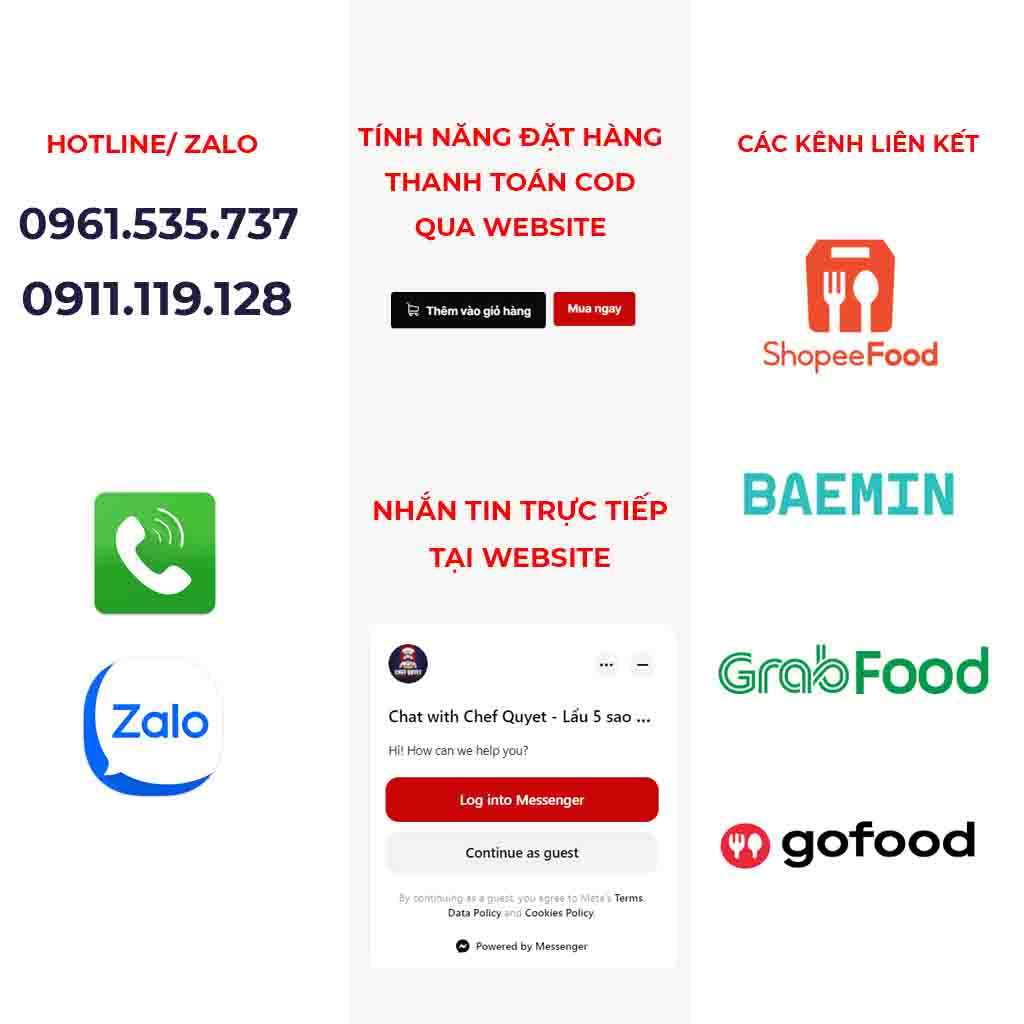 HOTLINE/ ZALO
0961.535.737
0911.119.128
Zalo
TÍNH NĂNG ĐẶT HÀNG
THANH TOÁN COD
QUA WEBSITE
Thêm vào giỏ hàng
Mua ngay
NHẮN TIN TRỰC TIẾP
TẠI WEBSITE
CHEF QUYET
Chat with Chef Quyet - Lẩu 5 sao ...
Hi! How can we help you?
Log into Messenger
Continue as guest
By continuing as a guest, you agree to Meta's Terms,
Data Policy and Cookies Policy.
Powered by Messenger
CÁC KÊNH LIÊN KẾT
ShopeeFood
BAEMIN
GrabFood
gofood